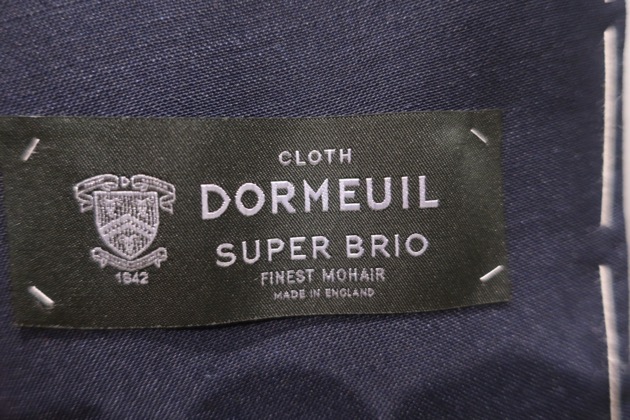 D
CLOTH
DORMEUIL
SUPER BRIO
FINEST MOHAIR
MADE IN ENGLAND
1842